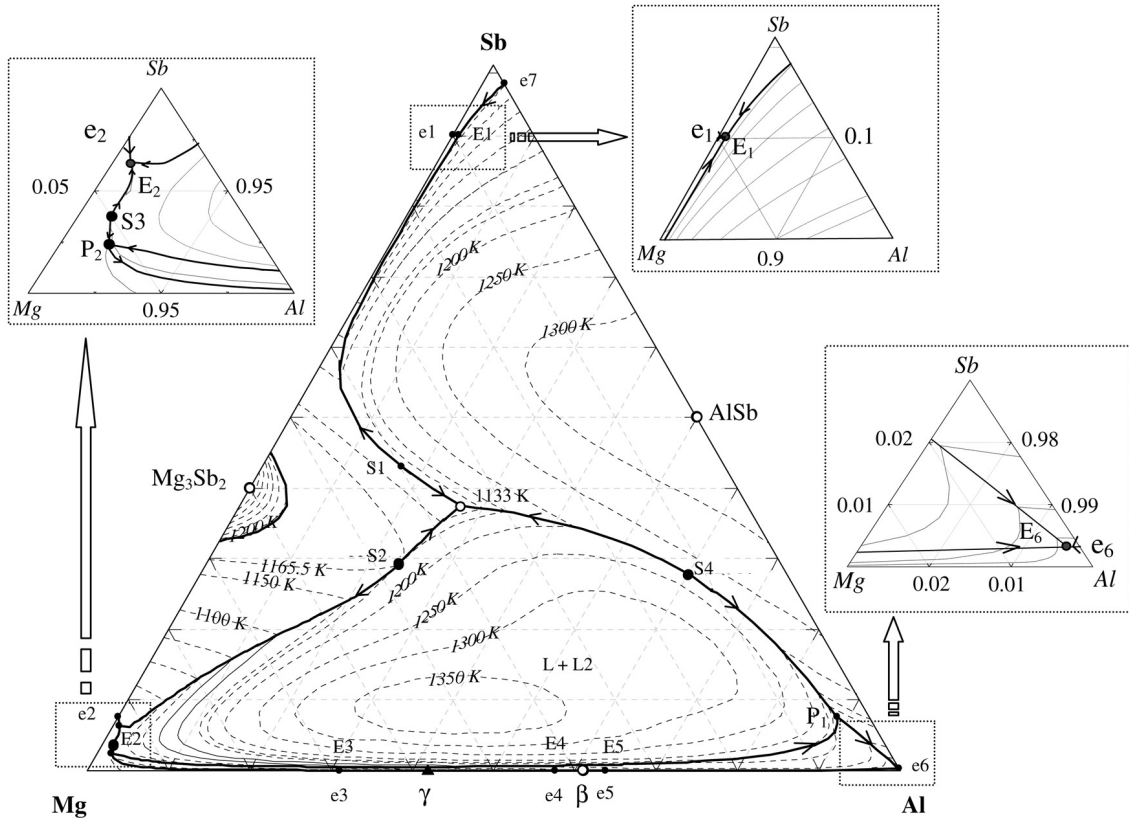 Sb
e7
e1
E1
1200 K
1250 K
1300 K
AlSb
Mg₃Sb₂
1200 K
S1
1133 K
S2
1165.5 K
1150 K
1100 K
1200 K
1250 K
1300 K
1350 K
S4
L + L2
P₁
e2
E2
E3
E4
E5
e6
Mg
e3
γ
e4
β
e5
Al
Sb
e₂
0.05
E₂
0.95
S3
P₂
Mg
0.95
Al
Sb
e₁
E₁
0.1
Mg
0.9
Al
Sb
0.02
0.98
0.01
0.99
E₆
e₆
Mg
0.02
0.01
Al